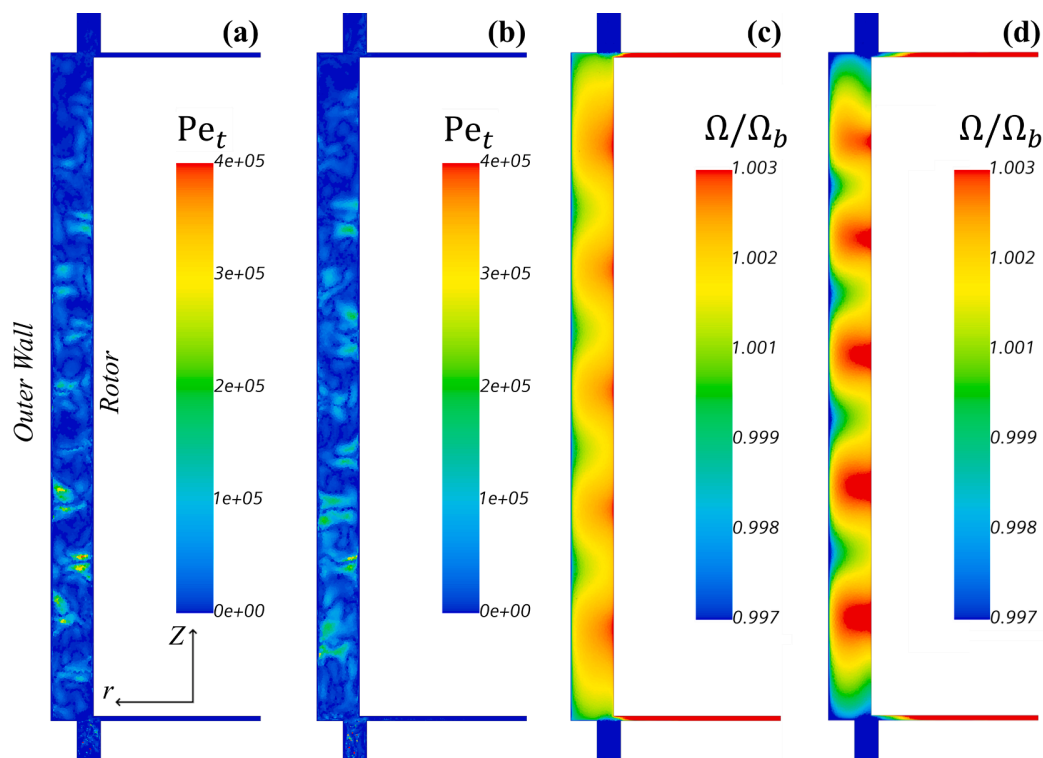 (a)
(b)
(c)
(d)
Pe_t
4e+05
3e+05
2e+05
1e+05
0e+00
Pe_t
4e+05
3e+05
2e+05
1e+05
0e+00
Ω/Ω_b
1.003
1.002
1.001
0.999
0.998
0.997
Ω/Ω_b
1.003
1.002
1.001
0.999
0.998
0.997
Outer Wall
Rotor
Z
r